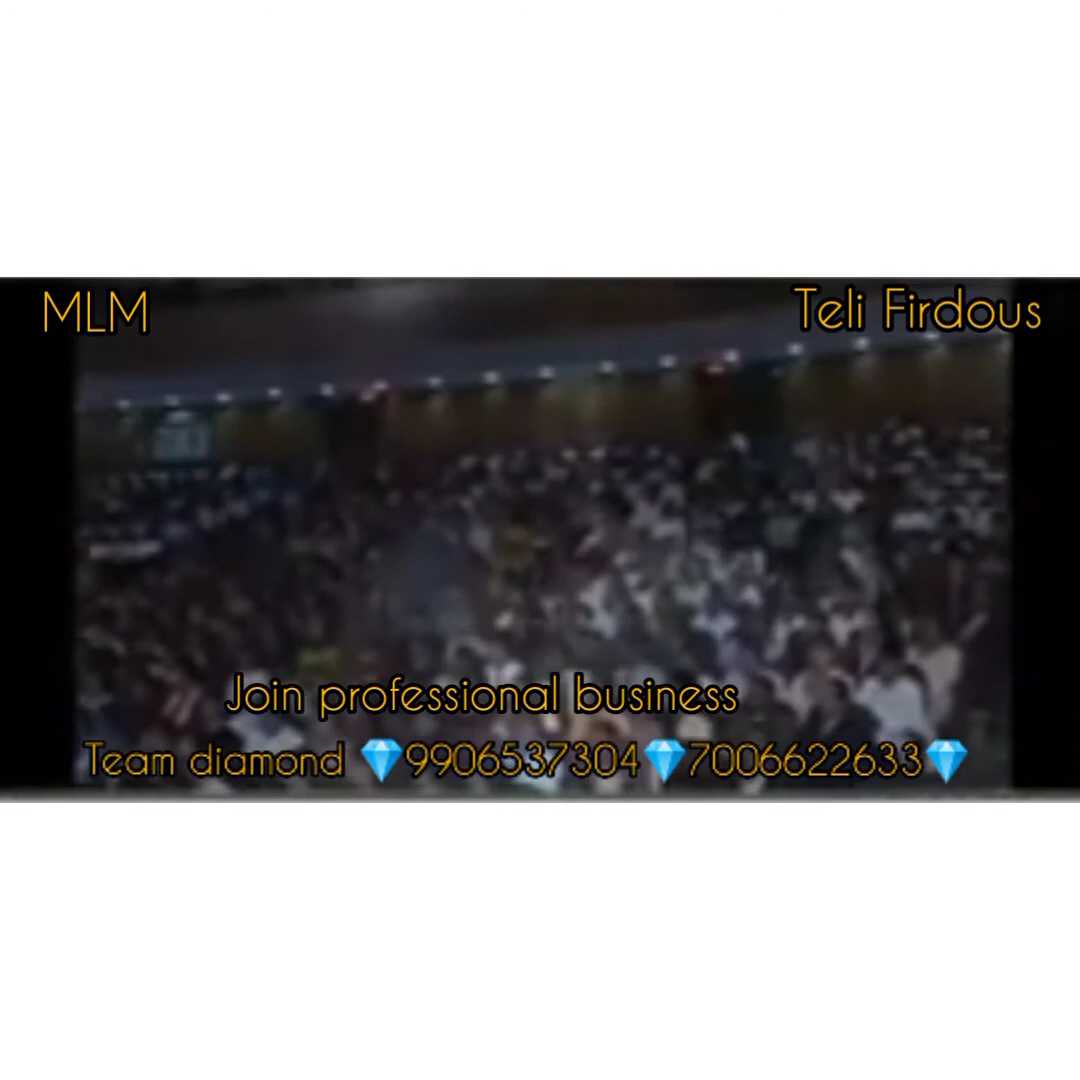 MLM
Teli Firdous
Join professional business
Team diamond 💎9906537304💎7006622633💎